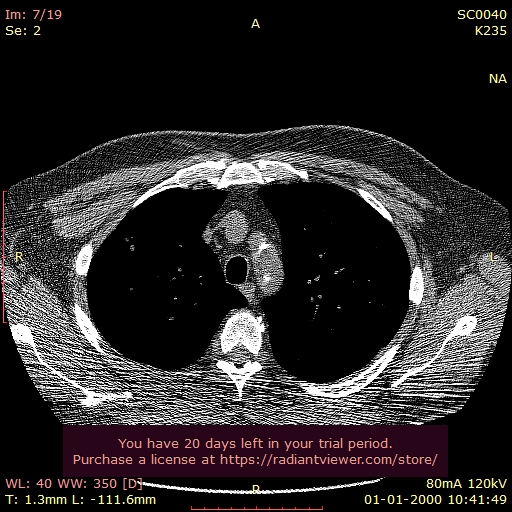 Im: 7/19
Se: 2
A
SC0040
K235
NA
R
L
You have 20 days left in your trial period.
Purchase a license at https://radiantviewer.com/store/
WL: 40 WW: 350 [D]
T: 1.3mm L: -111.6mm
P
80mA 120kV
01-01-2000 10:41:49